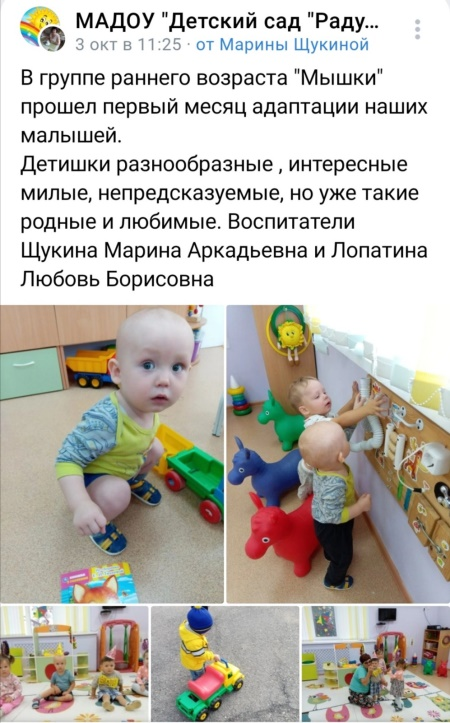 МАДОУ "Детский сад "Раду...
3 окт в 11:25 · от Марины Щукиной
В группе раннего возраста "Мышки"
прошел первый месяц адаптации наших
малышей.
Детишки разнообразные , интересные
милые, непредсказуемые, но уже такие
родные и любимые. Воспитатели
Щукина Марина Аркадьевна и Лопатина
Любовь Борисовна